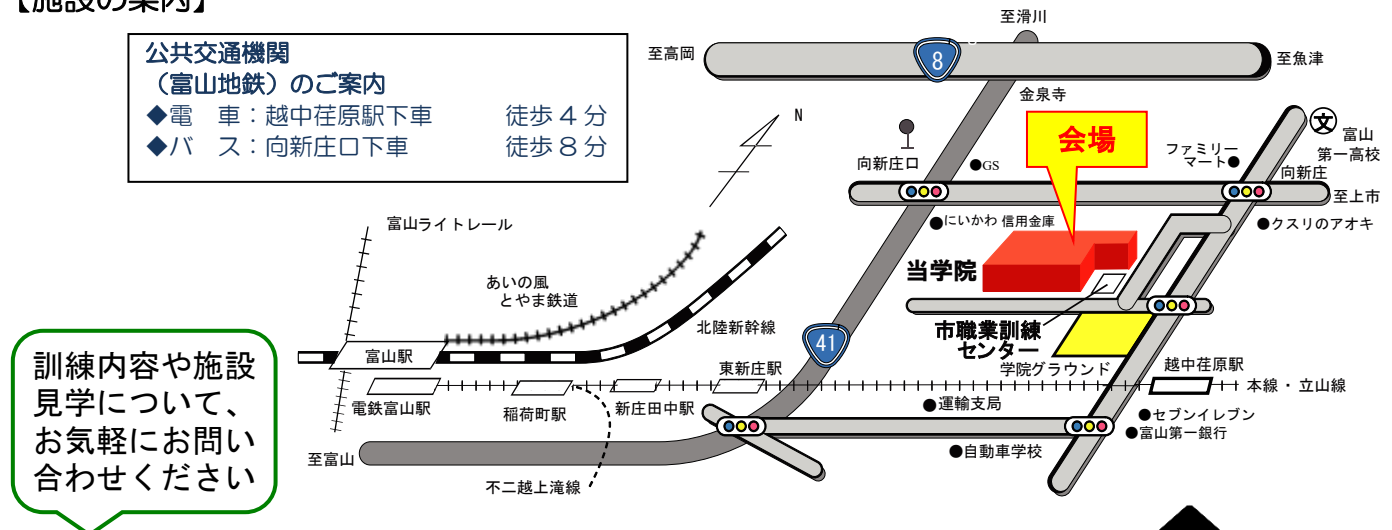 【施設の案内】
公共交通機関
（富山地鉄）のご案内
◆電　車：越中荏原駅下車　　　徒歩４分
◆バ　ス：向新庄口下車　　　　徒歩８分
至滑川
至高岡
8
至魚津
金泉寺
N
会場
文
富山
第一高校
ファミリー
マート●
向新庄口
●GS
向新庄
至上市
富山ライトレール
●にいかわ 信用金庫
●クスリのアオキ
当学院
あいの風
とやま鉄道
北陸新幹線
市職業訓練
センター
41
富山駅
東新庄駅
学院グラウンド
越中荏原駅
本線・立山線
電鉄富山駅
稲荷町駅
新庄田中駅
●運輸支局
●セブンイレブン
●富山第一銀行
至富山
●自動車学校
不二越上滝線
訓練内容や施設
見学について、
お気軽にお問い
合わせください